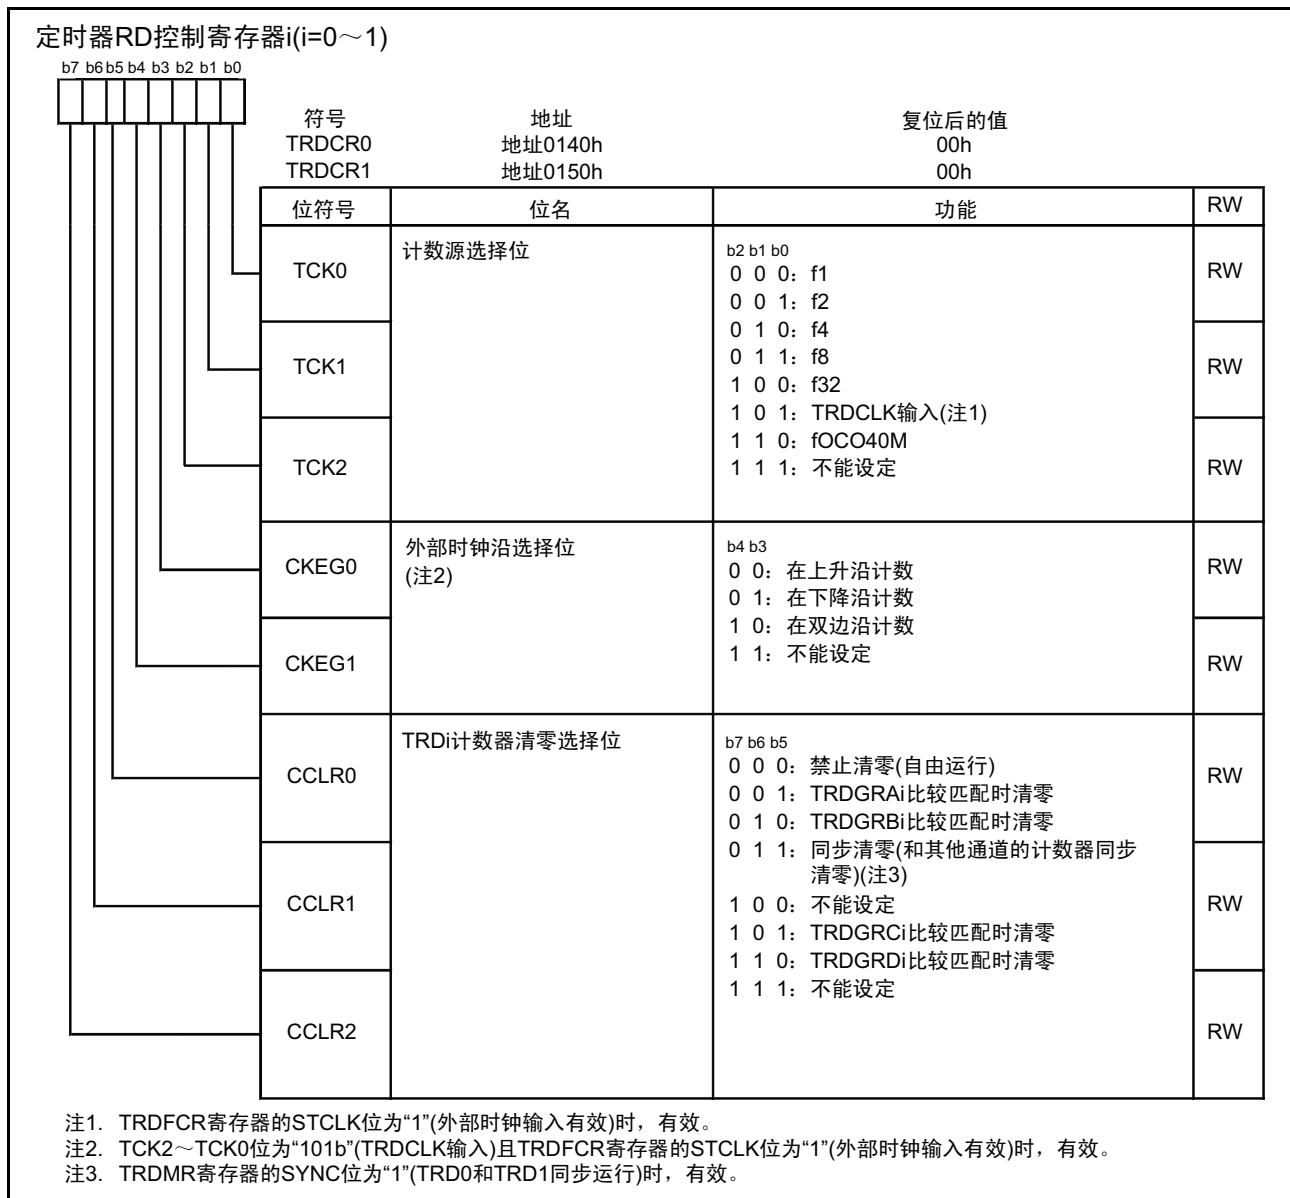 定时器RD控制寄存器i(i=0～1)
b7 b6 b5 b4 b3 b2 b1 b0
符号 地址 复位后的值
TRDCR0 地址0140h 00h
TRDCR1 地址0150h 00h
位符号 位名 功能 RW
TCK0 计数源选择位 b2 b1 b0 RW
0 0 0：f1
0 0 1：f2
0 1 0：f4
TCK1 0 1 1：f8 RW
1 0 0：f32
1 0 1：TRDCLK输入(注1)
1 1 0：fOCO40M
TCK2 1 1 1：不能设定 RW
CKEG0 外部时钟沿选择位 b4 b3 RW
(注2) 0 0：在上升沿计数
0 1：在下降沿计数
1 0：在双边沿计数
CKEG1 1 1：不能设定 RW
TRDi计数器清零选择位 b7 b6 b5
CCLR0 0 0 0：禁止清零(自由运行) RW
0 0 1：TRDGRAi比较匹配时清零
0 1 0：TRDGRBi比较匹配时清零
0 1 1：同步清零(和其他通道的计数器同步
清零)(注3)
CCLR1 1 0 0：不能设定 RW
1 0 1：TRDGRCi比较匹配时清零
1 1 0：TRDGRDi比较匹配时清零
1 1 1：不能设定
CCLR2 RW
注1. TRDFCR寄存器的STCLK位为“1”(外部时钟输入有效)时，有效。
注2. TCK2～TCK0位为“101b”(TRDCLK输入)且TRDFCR寄存器的STCLK位为“1”(外部时钟输入有效)时，有效。
注3. TRDMR寄存器的SYNC位为“1”(TRD0和TRD1同步运行)时，有效。